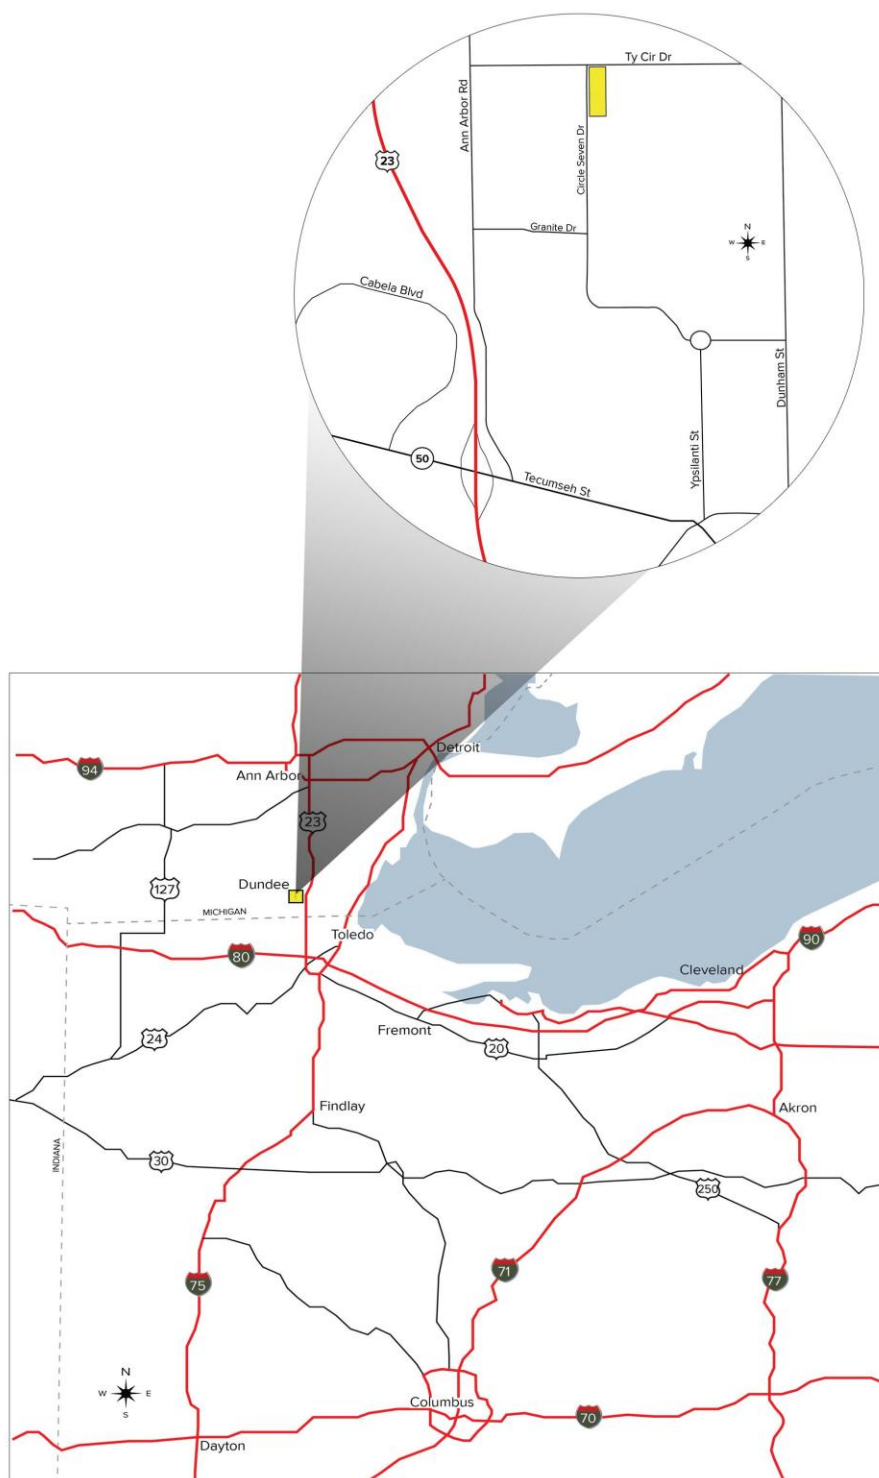 Ty Cir Dr
Ann Arbor Rd
23
Circle Seven Dr
Granite Dr
N
W E
S
Cabela Blvd
Dunham St
Ypsilanti St
50
Tecumseh St
Detroit
94
Ann Arbor
23
Dundee
127
MICHIGAN
Toledo
90
80
Cleveland
Fremont
24
20
Findlay
Akron
INDIANA
30
250
71
75
77
N
W E
S
Columbus
70
Dayton